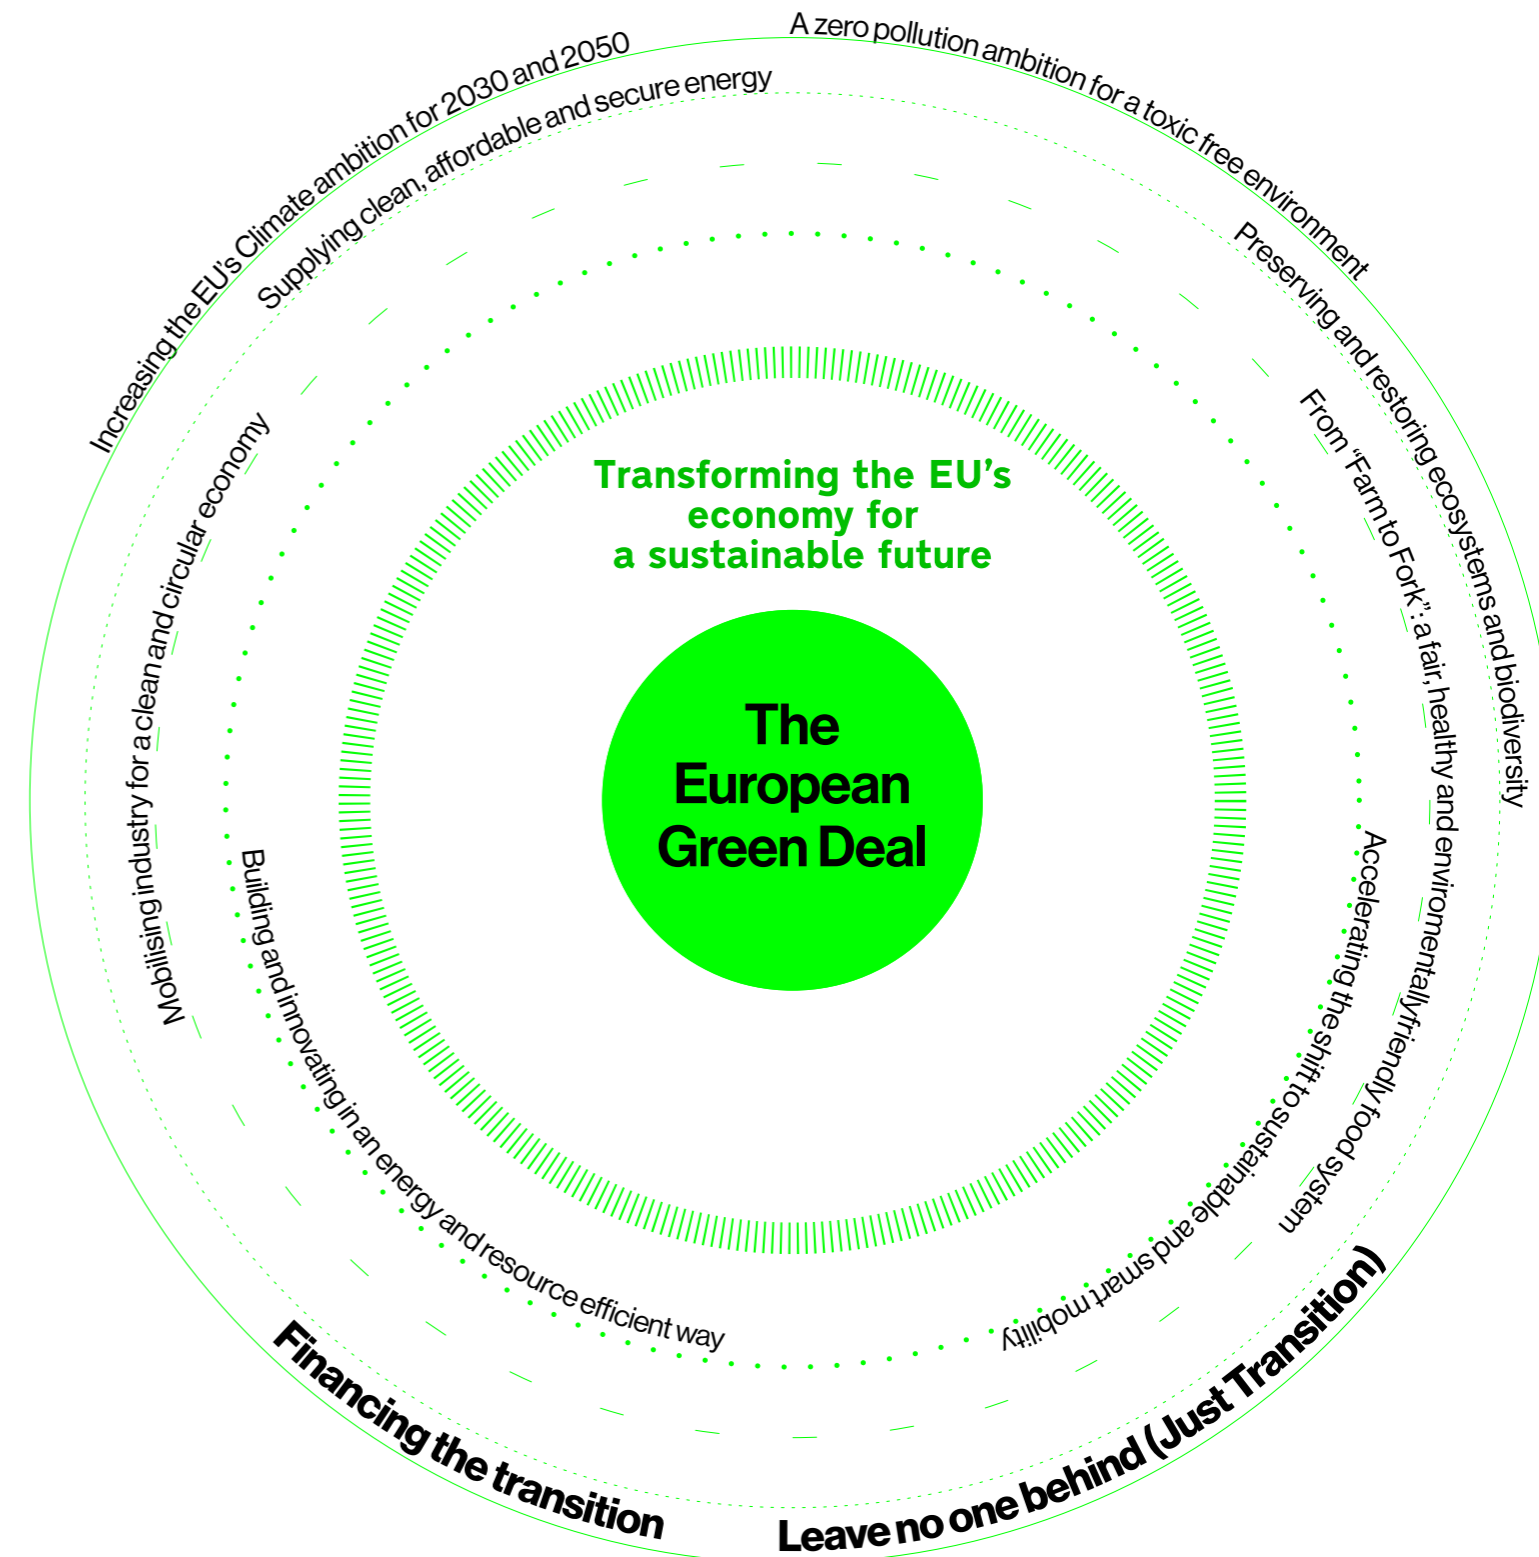 A zero pollution ambition for a toxic free environment
Increasing the EU’s Climate ambition for 2030 and 2050
Supplying clean, affordable and secure energy
Preserving and restoring ecosystems and biodiversity
From “Farm to Fork”: a fair, healthy and enviromentally friendly food system
Mobilising industry for a clean and circular economy
Transforming the EU’s
economy for
a sustainable future
The
European
Green Deal
Accelerating the shift to sustainable and smart mobility
Building and innovating in an energy and resource efficient way
Financing the transition
Leave no one behind (Just Transition)